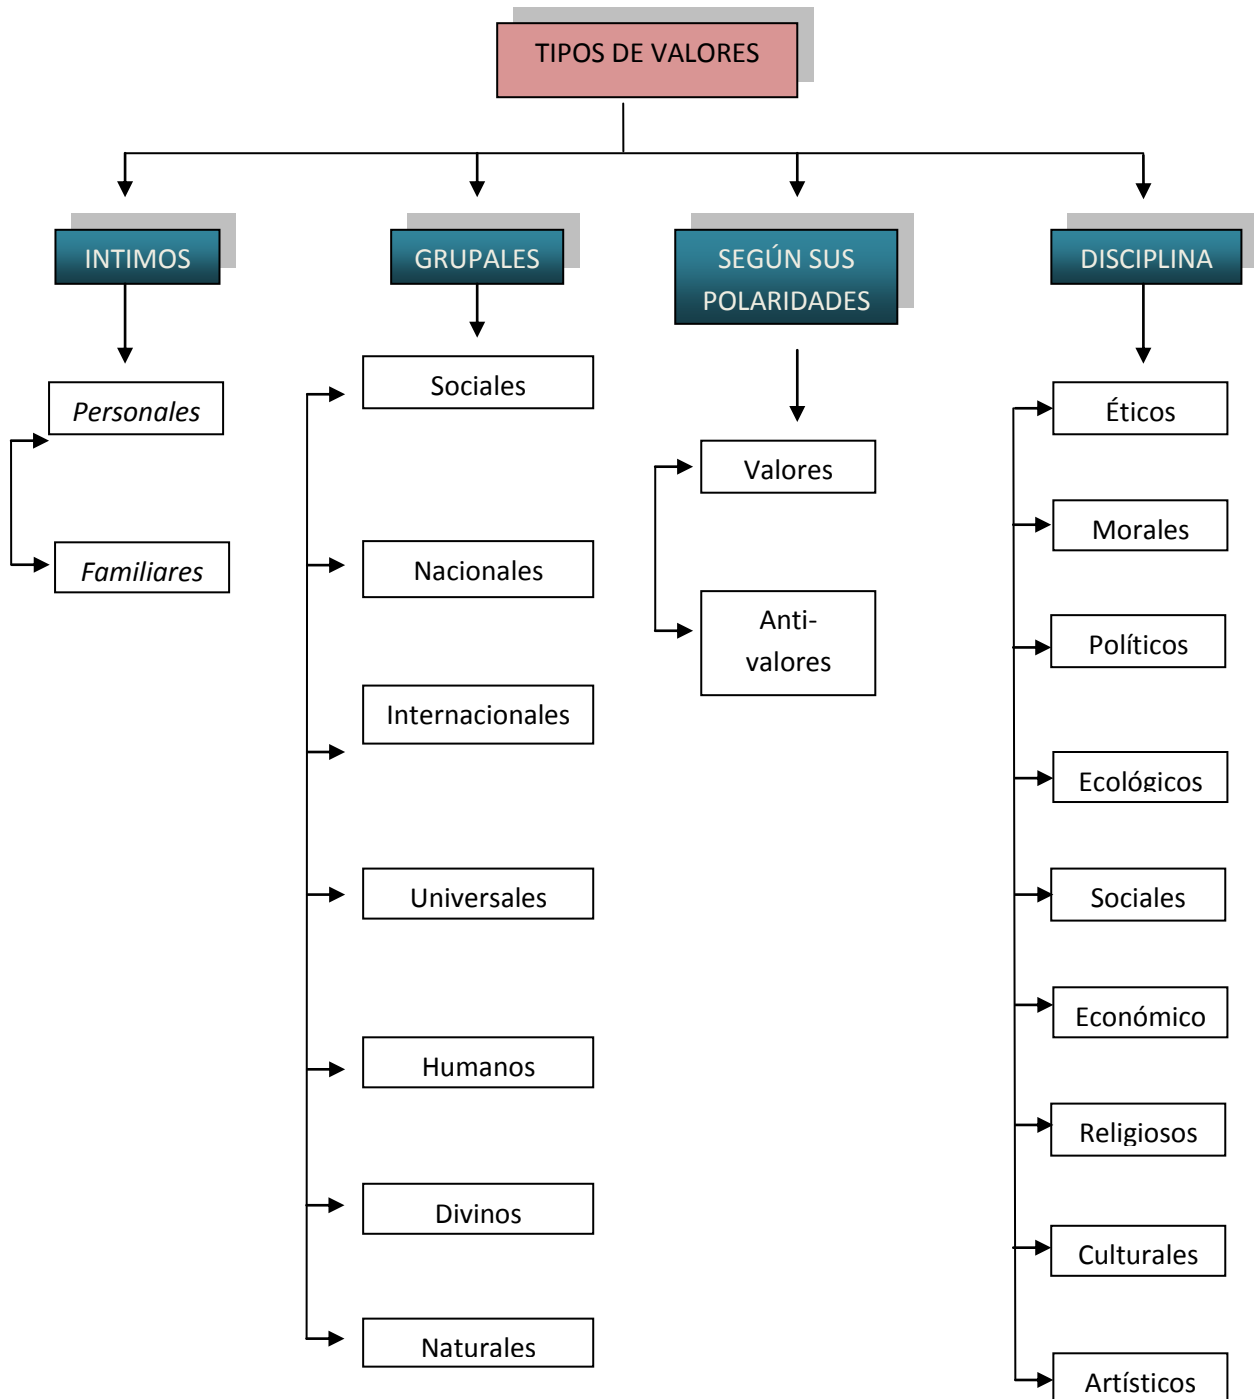 TIPOS DE VALORES
INTIMOS
Personales
Familiares
GRUPALES
Sociales
Nacionales
Internacionales
Universales
Humanos
Divinos
Naturales
SEGÚN SUS
POLARIDADES
Valores
Anti-
valores
DISCIPLINA
Éticos
Morales
Políticos
Ecológicos
Sociales
Económico
Religiosos
Culturales
Artísticos